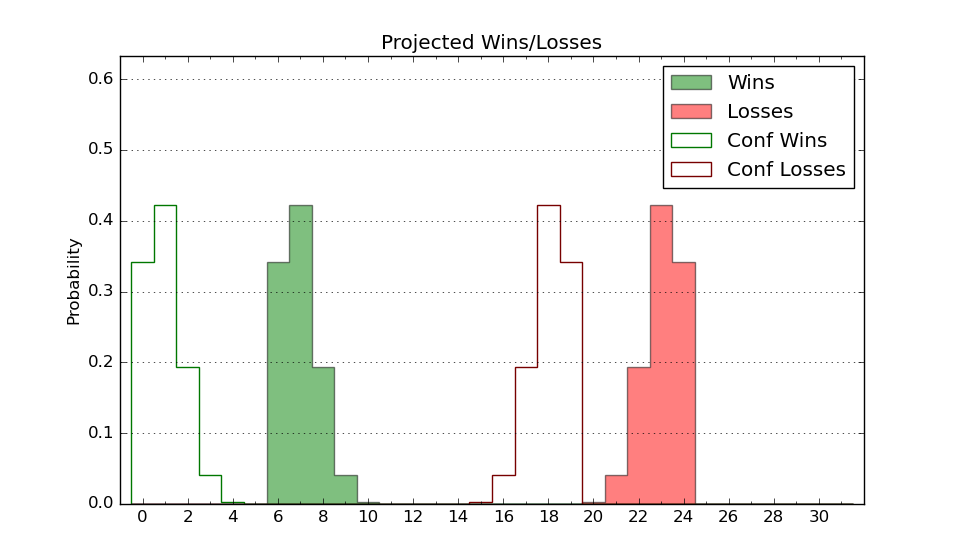 Projected Wins/Losses
0.6
0.5
0.4
0.3
0.2
0.1
0.0
Probability
Wins
Losses
Conf Wins
Conf Losses
0 2 4 6 8 10 12 14 16 18 20 22 24 26 28 30